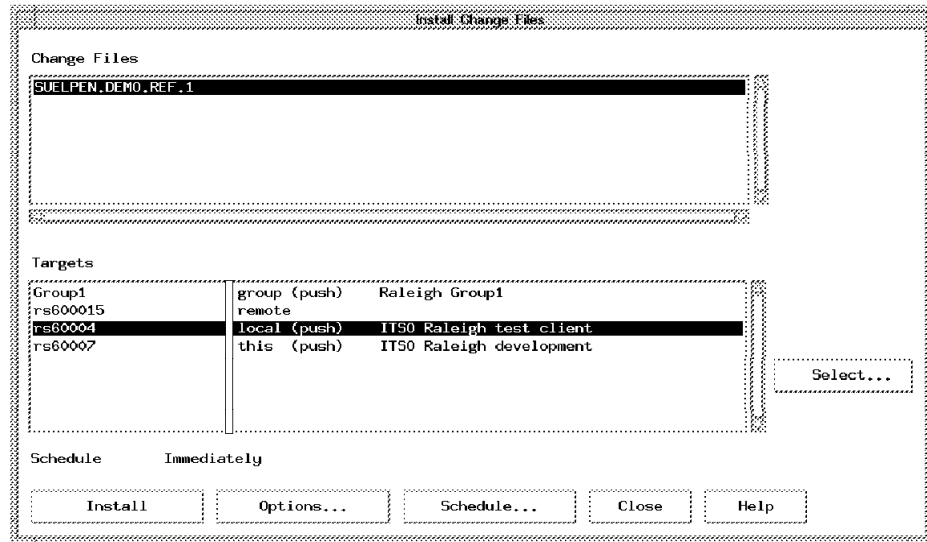 Install Change Files
Change Files
SUELPEN.DEMO.REF.1
Targets
Group1 group (push) Raleigh Group1
rs600015 remote
rs60004 local (push) ITSO Raleigh test client
rs60007 this (push) ITSO Raleigh development
Select...
Schedule Immediately
Install Options... Schedule... Close Help